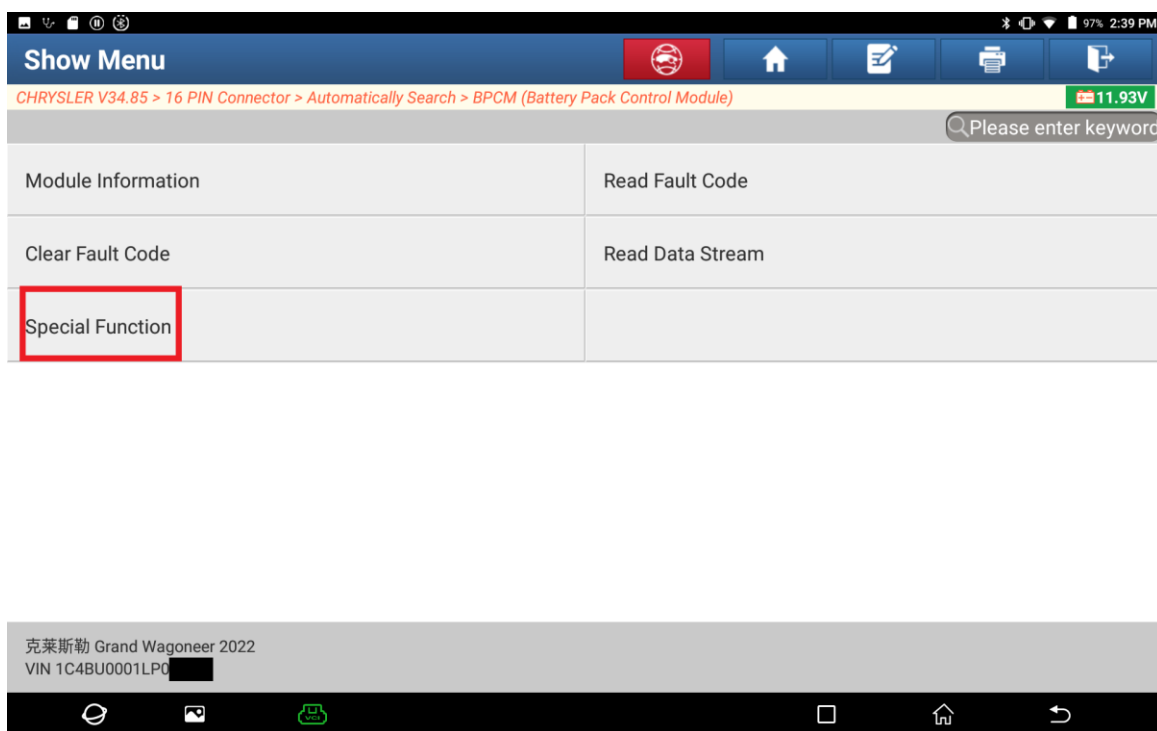 97% 2:39 PM
Show Menu
CHRYSLER V34.85 > 16 PIN Connector > Automatically Search > BPCM (Battery Pack Control Module)
11.93V
Please enter keyword
Module Information
Read Fault Code
Clear Fault Code
Read Data Stream
Special Function
克莱斯勒 Grand Wagoneer 2022
VIN 1C4BU0001LP0
VCI